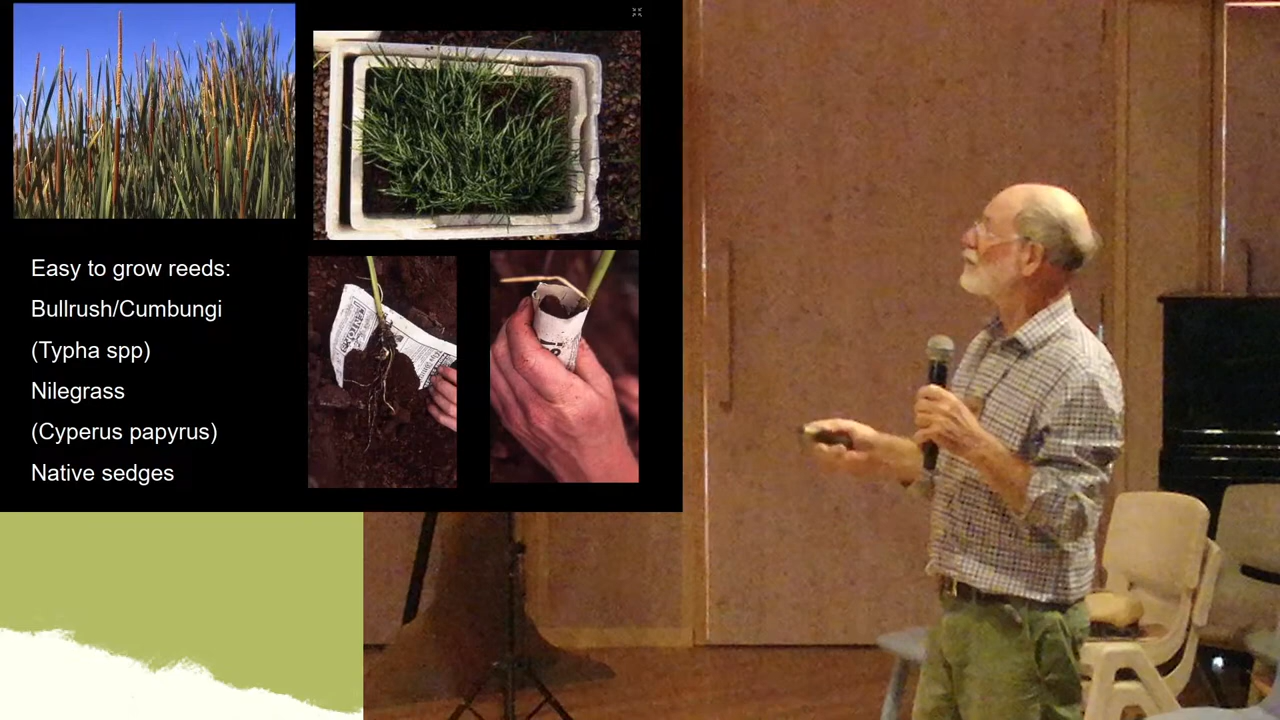 Easy to grow reeds:
Bullrush/Cumbungi
(Typha spp)
Nilegrass
(Cyperus papyrus)
Native sedges